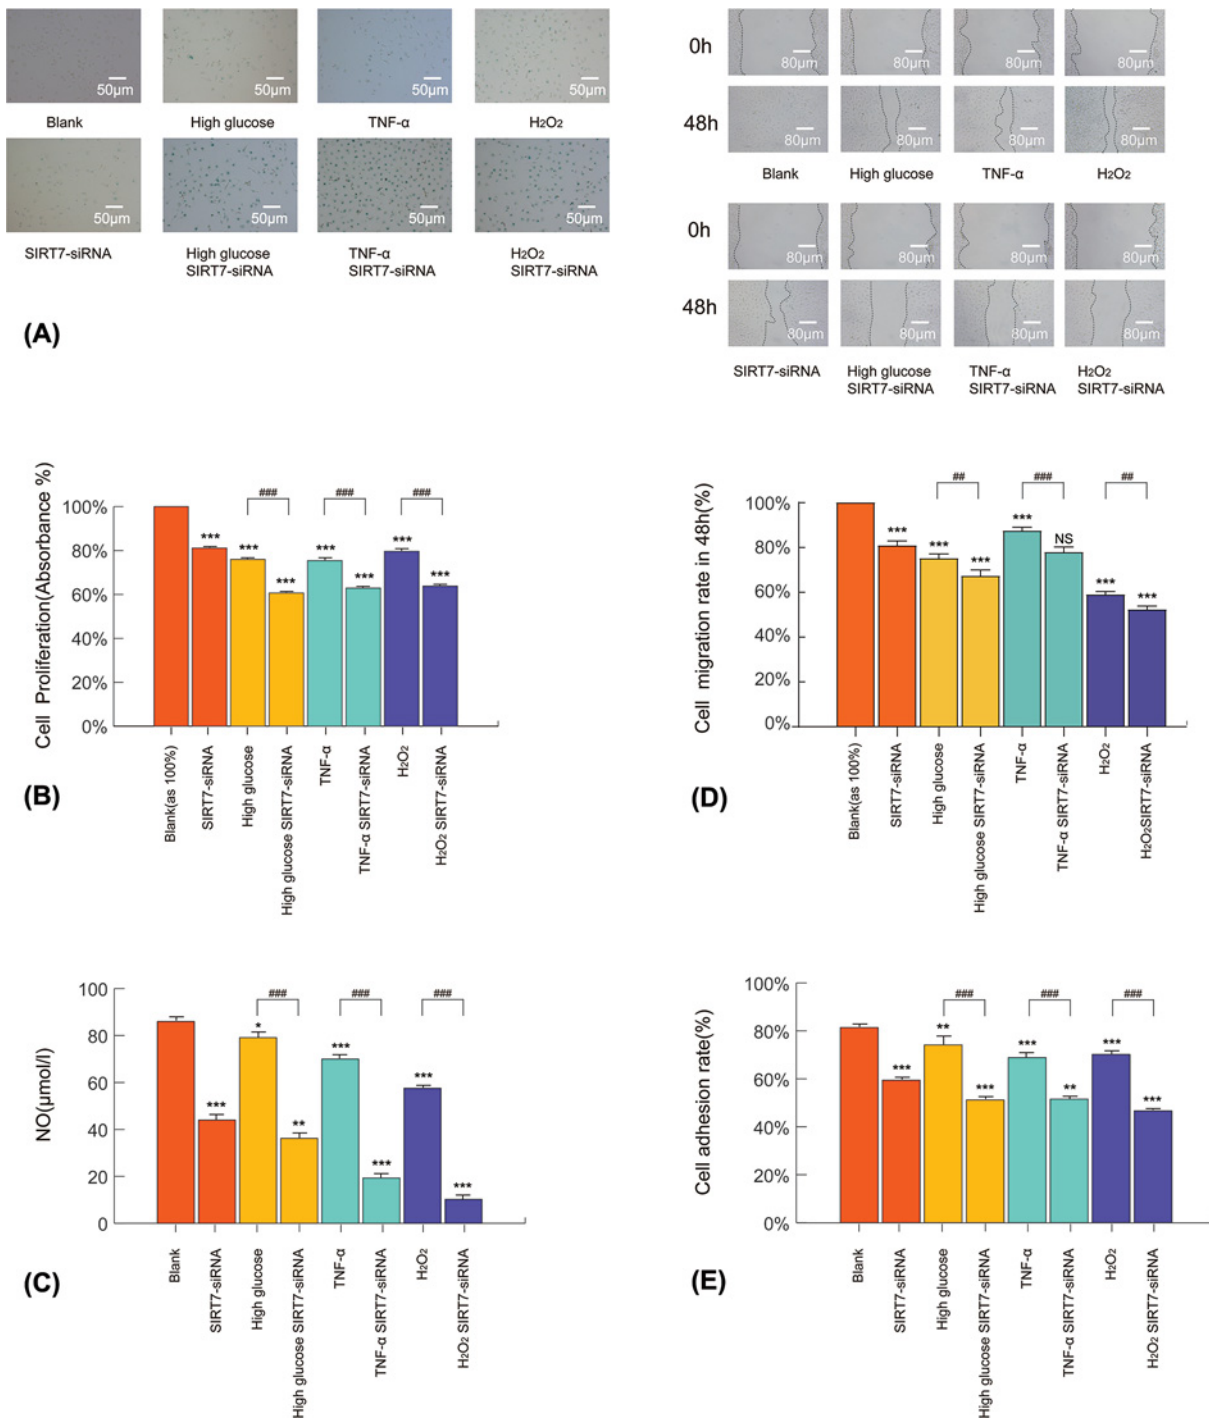 50µm 50µm 50µm 50µm
Blank High glucose TNF-α H2O2
50µm 50µm 50µm 50µm
SIRT7-siRNA High glucose TNF-α H2O2
SIRT7-siRNA SIRT7-siRNA SIRT7-siRNA
(A)
0h 80µm 80µm 80µm 80µm
48h 80µm 80µm 80µm 80µm
Blank High glucose TNF-α H2O2
0h 80µm 80µm 80µm 80µm
48h 80µm 80µm 80µm 80µm
SIRT7-siRNA High glucose TNF-α H2O2
SIRT7-siRNA SIRT7-siRNA SIRT7-siRNA
Cell Proliferation(Absorbance %)
100%
80%
60%
40%
20%
0%
### ### ###
*** *** *** *** *** *** ***
Blank(as 100%)
SIRT7-siRNA
High glucose
High glucose SIRT7-siRNA
TNF-α
TNF-α SIRT7-siRNA
H2O2
H2O2 SIRT7-siRNA
(B)
Cell migration rate in 48h(%)
100%
80%
60%
40%
20%
0%
## ### ##
*** *** *** *** NS *** ***
Blank(as 100%)
SIRT7-siRNA
High glucose
High glucose SIRT7-siRNA
TNF-α
TNF-α SIRT7-siRNA
H2O2
H2O2SIRT7-siRNA
(D)
NO(µmol/l)
100
80
60
40
20
0
### ### ###
*** * ** *** *** *** ***
Blank
SIRT7-siRNA
High glucose
High glucose SIRT7-siRNA
TNF-α
TNF-α SIRT7-siRNA
H2O2
H2O2 SIRT7-siRNA
(C)
Cell adhesion rate(%)
100%
80%
60%
40%
20%
0%
### ### ###
*** ** *** *** ** *** ***
Blank
SIRT7-siRNA
High glucose
High glucose SIRT7-siRNA
TNF-α
TNF-α SIRT7-siRNA
H2O2
H2O2 SIRT7-siRNA
(E)